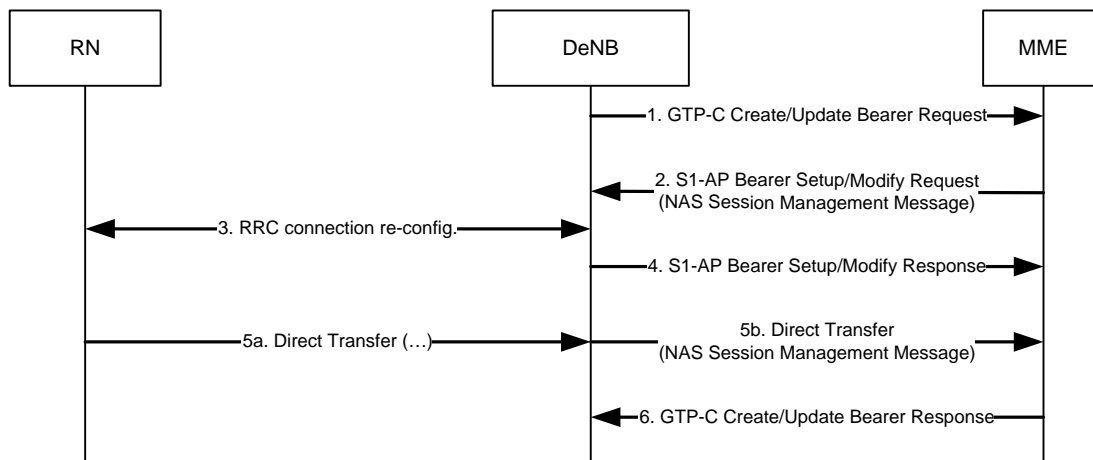 RN
DeNB
MME
1. GTP-C Create/Update Bearer Request
2. S1-AP Bearer Setup/Modify Request
(NAS Session Management Message)
3. RRC connection re-config.
4. S1-AP Bearer Setup/Modify Response
5a. Direct Transfer (…)
5b. Direct Transfer
(NAS Session Management Message)
6. GTP-C Create/Update Bearer Response